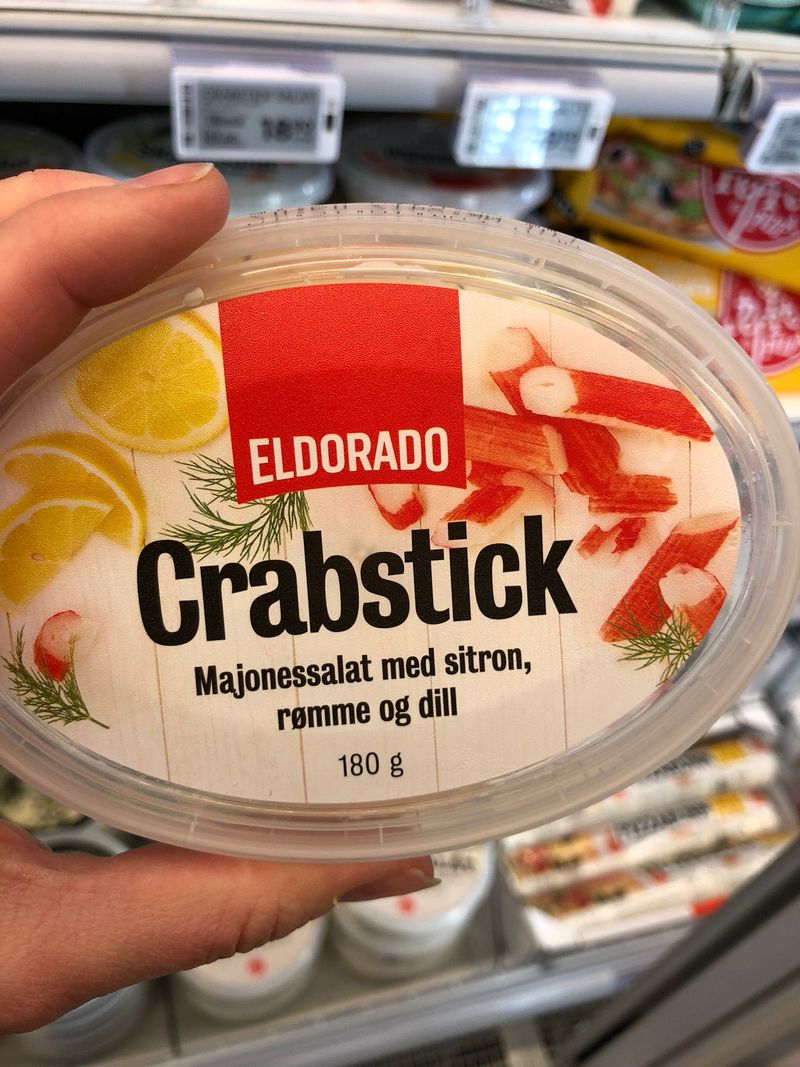 ELDORADO
Crabstick
Majonessalat med sitron,
rømme og dill
180 g